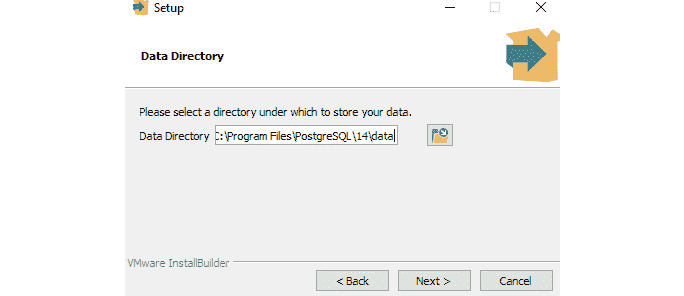 Setup
Data Directory
Please select a directory under which to store your data.
Data Directory C:\Program Files\PostgreSQL\14\data
VMware InstallBuilder
< Back Next > Cancel